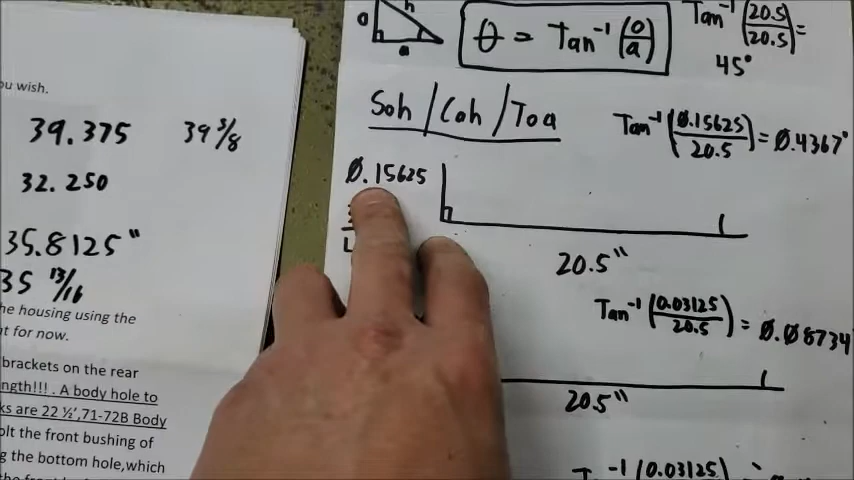 ou wish.
39.375 39 3/8
32.250
35.8125"
35 13/16
he housing using the
t for now.
brackets on the rear
ngth!!! . A body hole to
ks are 22 ½',71-72B Body
olt the front bushing of
g the bottom hole,which
o h a
θ = Tan⁻¹ (o/a)
Tan⁻¹ (20.5/20.5) =
45°
Soh / Cah / Toa
Tan⁻¹ (0.15625/20.5) = 0.4367°
0.15625
20.5"
Tan⁻¹ (0.03125/20.5) = 0.08734
20.5"
-1 (0.03125)